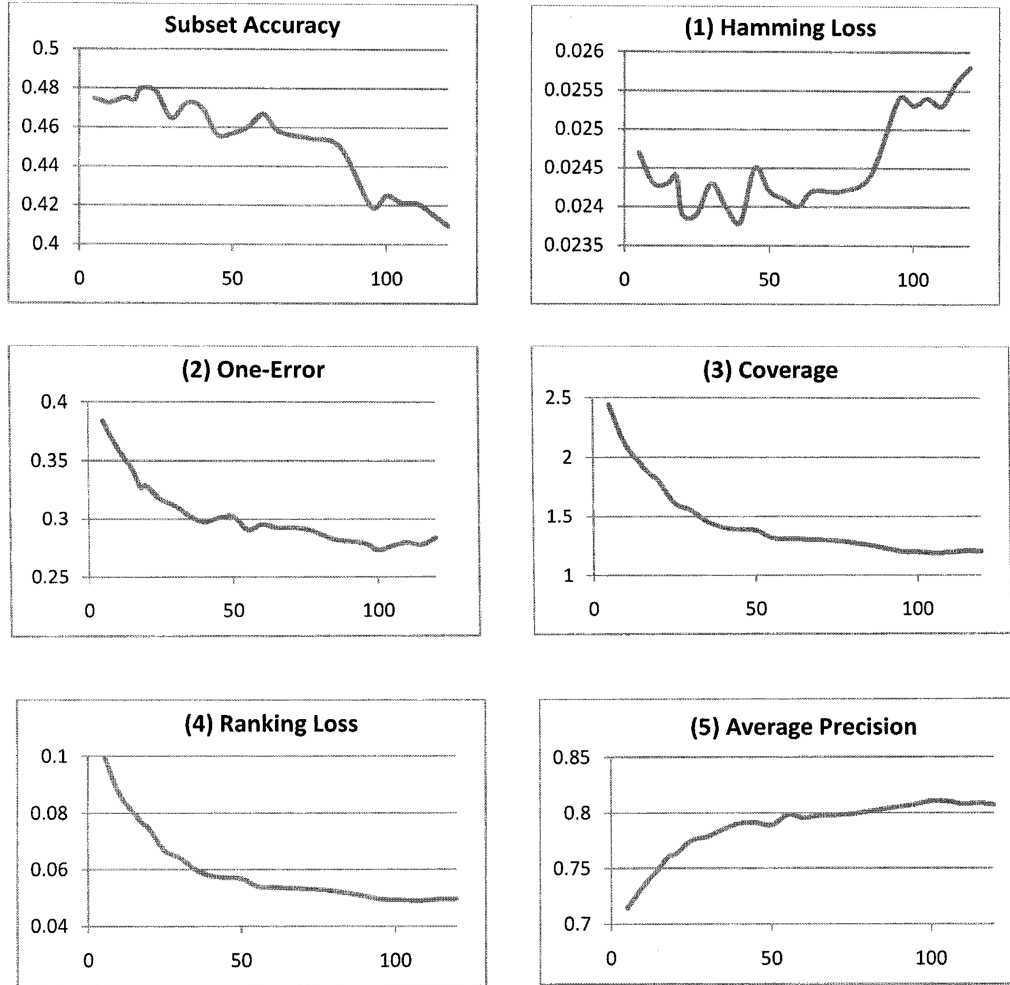 Subset Accuracy
0.5
0.48
0.46
0.44
0.42
0.4
0 50 100
(1) Hamming Loss
0.026
0.0255
0.025
0.0245
0.024
0.0235
0 50 100
(2) One-Error
0.4
0.35
0.3
0.25
0 50 100
(3) Coverage
2.5
2
1.5
1
0 50 100
(4) Ranking Loss
0.1
0.08
0.06
0.04
0 50 100
(5) Average Precision
0.85
0.8
0.75
0.7
0 50 100